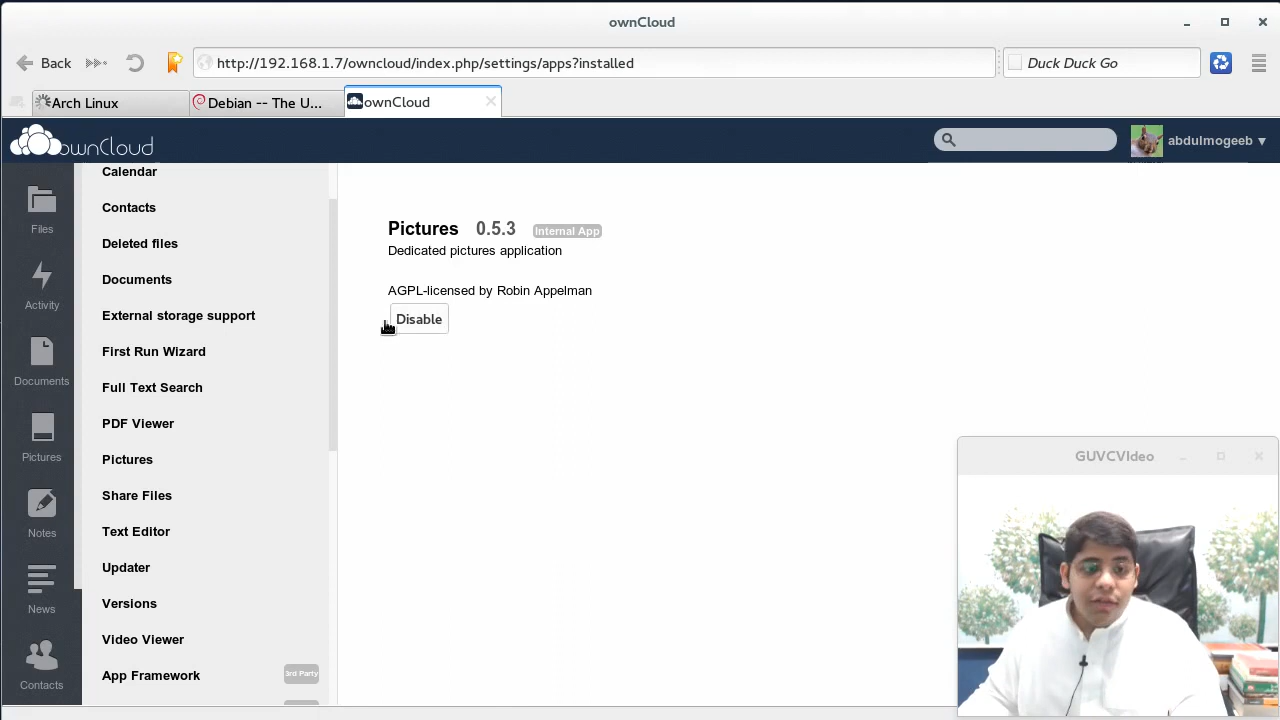 ownCloud
Back
http://192.168.1.7/owncloud/index.php/settings/apps?installed
Duck Duck Go
Arch Linux
Debian -- The U...
ownCloud
ownCloud
abdulmogeeb
Files
Activity
Documents
Pictures
Notes
News
Contacts
Calendar
Contacts
Deleted files
Documents
External storage support
First Run Wizard
Full Text Search
PDF Viewer
Pictures
Share Files
Text Editor
Updater
Versions
Video Viewer
App Framework 3rd Party
Pictures 0.5.3 Internal App
Dedicated pictures application
AGPL-licensed by Robin Appelman
Disable
GUVCVIdeo